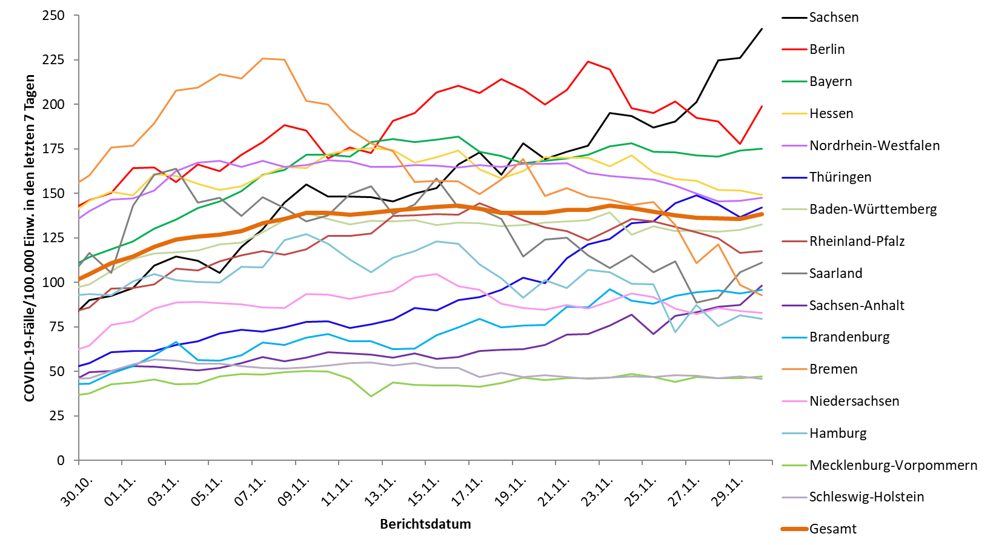 250
225
200
175
150
125
100
75
50
25
0
COVID-19-Fälle/100.000 Einw. in den letzten 7 Tagen
30.10.
01.11.
03.11.
05.11.
07.11.
09.11.
11.11.
13.11.
15.11.
17.11.
19.11.
21.11.
23.11.
25.11.
27.11.
29.11.
Berichtsdatum
Sachsen
Berlin
Bayern
Hessen
Nordrhein-Westfalen
Thüringen
Baden-Württemberg
Rheinland-Pfalz
Saarland
Sachsen-Anhalt
Brandenburg
Bremen
Niedersachsen
Hamburg
Mecklenburg-Vorpommern
Schleswig-Holstein
Gesamt